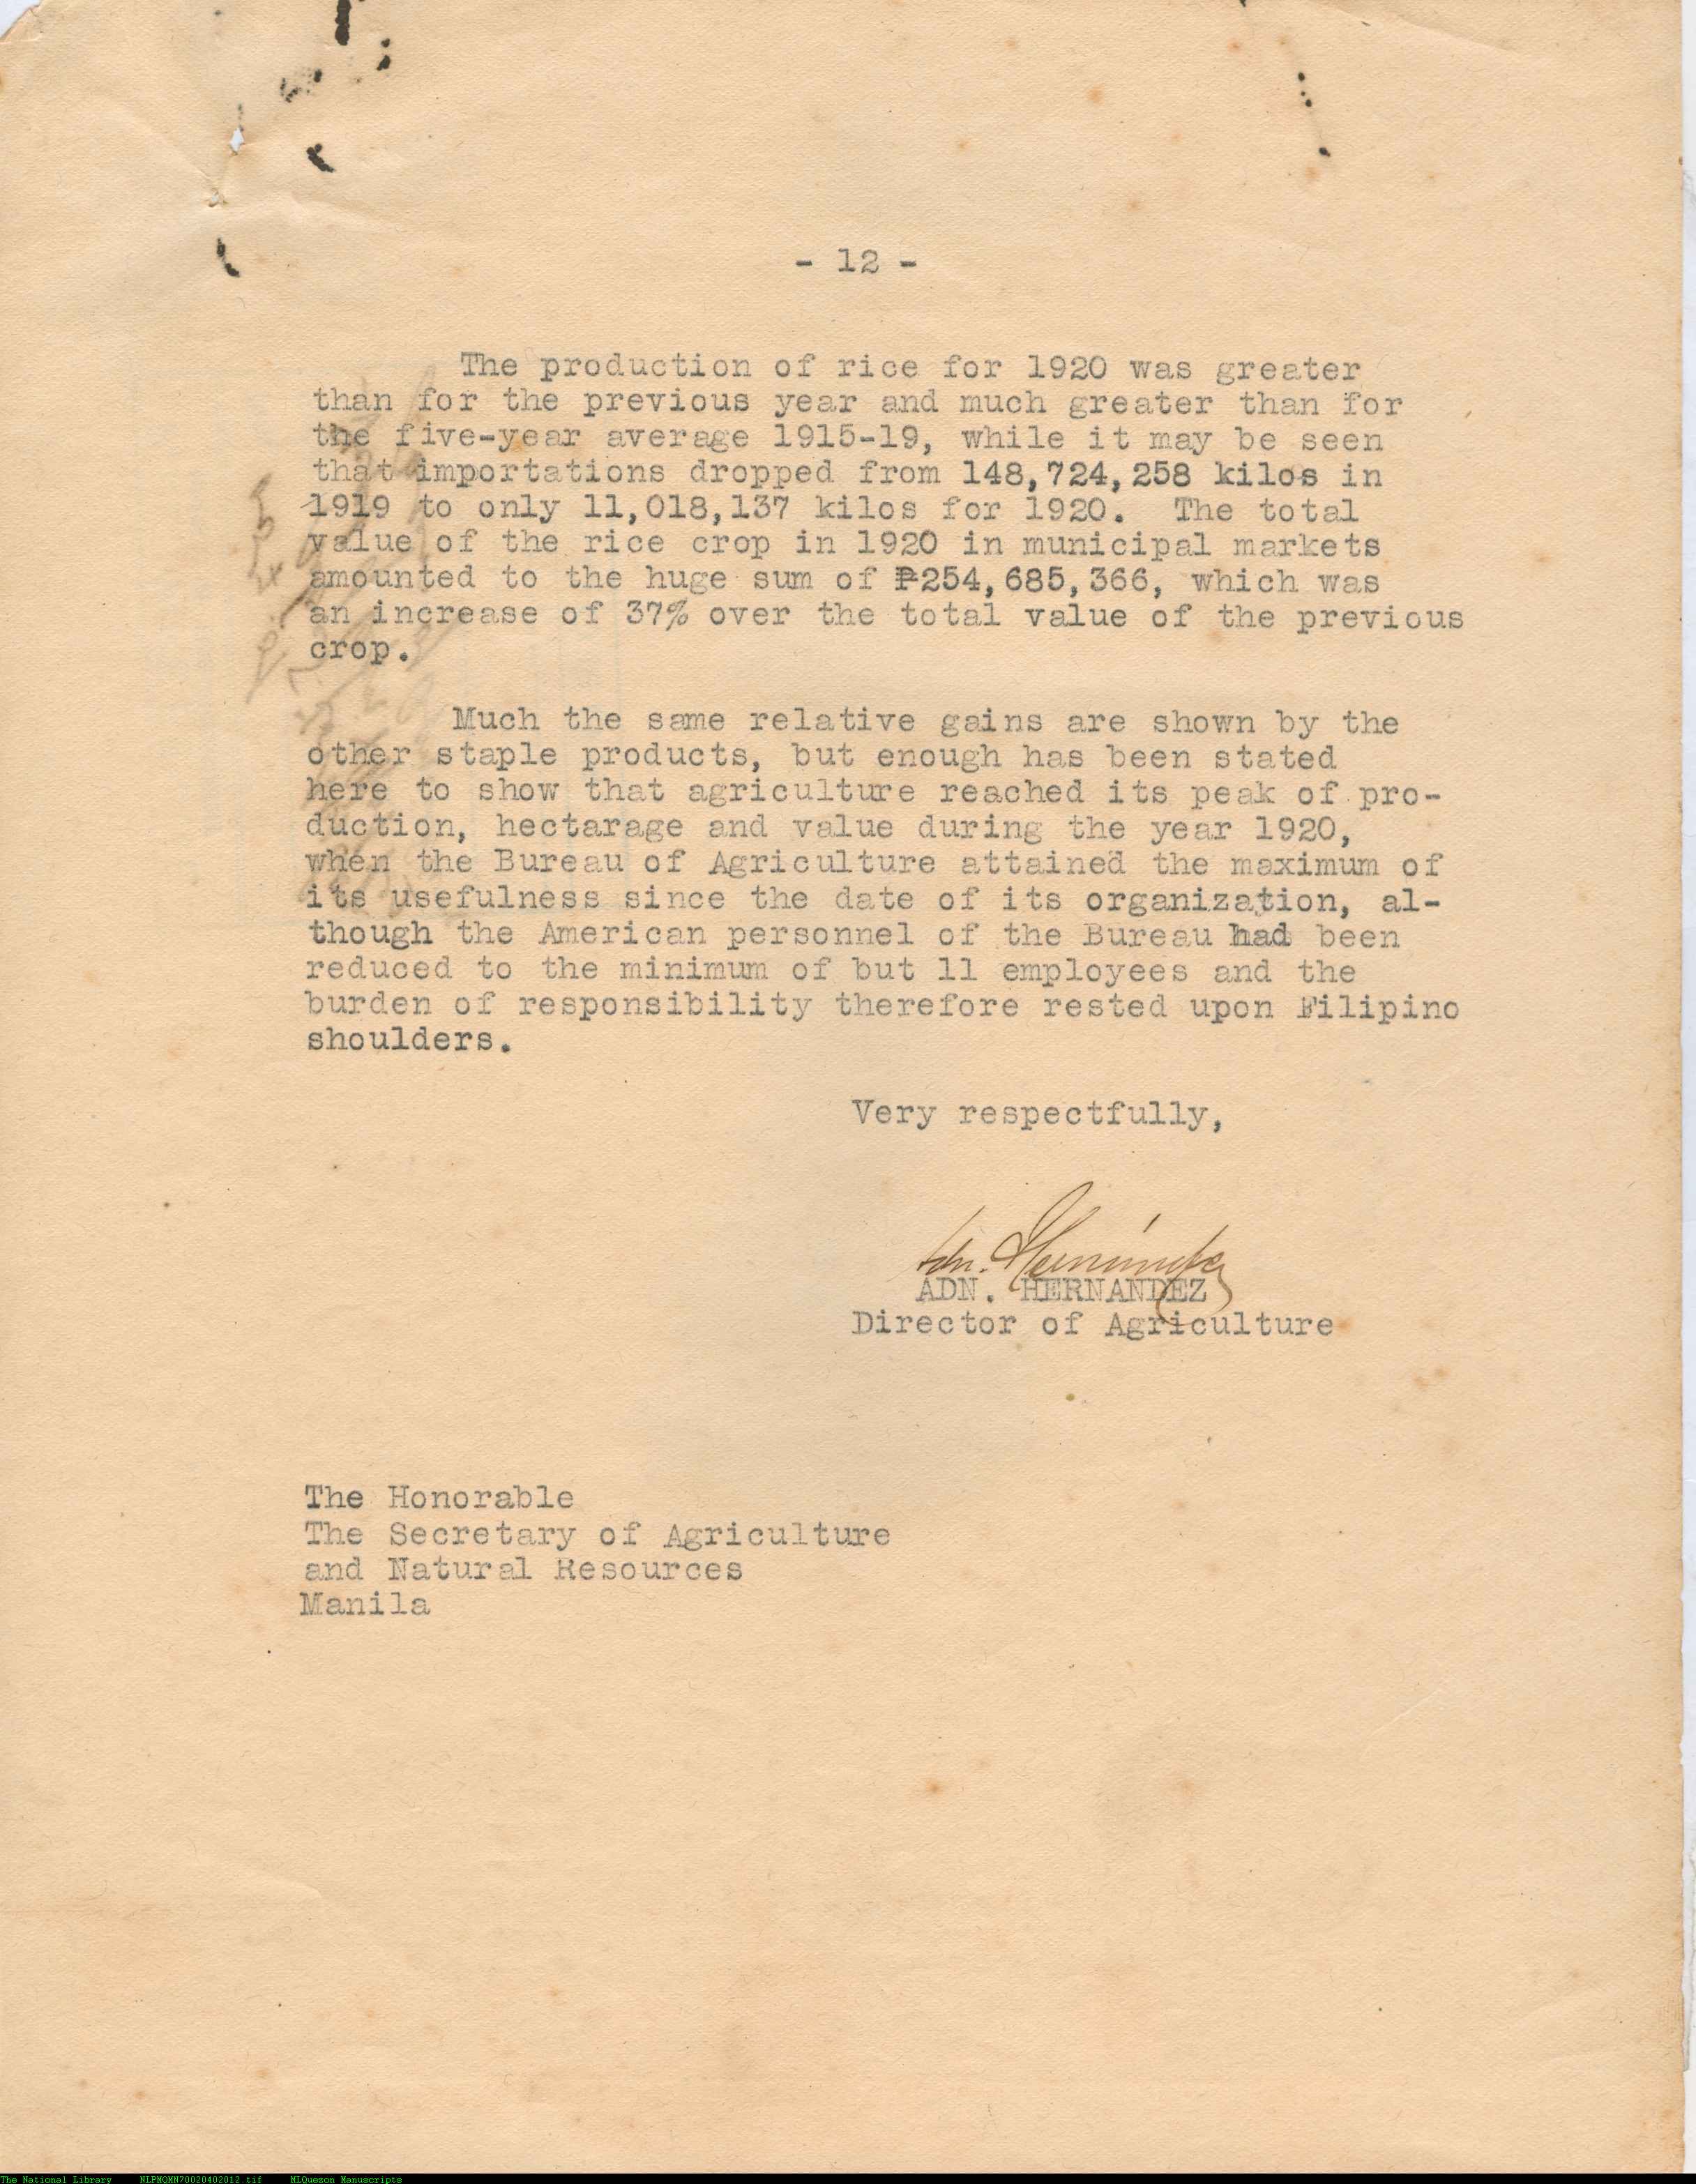 - 12 -
The production of rice for 1920 was greater
than for the previous year and much greater than for
the five-year average 1915-19, while it may be seen
that importations dropped from 148,724,258 kilos in
1919 to only 11,018,137 kilos for 1920. The total
value of the rice crop in 1920 in municipal markets
amounted to the huge sum of ₱254,685,366, which was
an increase of 37% over the total value of the previous
crop.
Much the same relative gains are shown by the
other staple products, but enough has been stated
here to show that agriculture reached its peak of pro-
duction, hectarage and value during the year 1920,
when the Bureau of Agriculture attained the maximum of
its usefulness since the date of its organization, al-
though the American personnel of the Bureau had been
reduced to the minimum of but 11 employees and the
burden of responsibility therefore rested upon Filipino
shoulders.
Very respectfully,
Adn. Hernández
ADN. HERNANDEZ
Director of Agriculture
The Honorable
The Secretary of Agriculture
and Natural Resources
Manila
The National Library NLPMQMN70020402012.tif MLQuezon Manuscripts